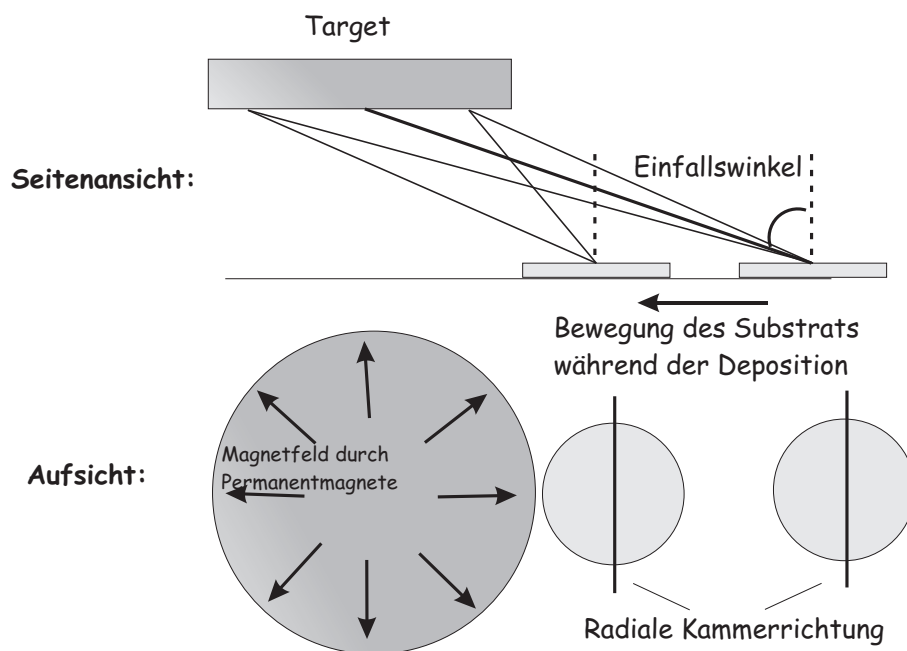 Target
Seitenansicht:
Einfallswinkel
Bewegung des Substrats
während der Deposition
Aufsicht:
Magnetfeld durch
Permanentmagnete
Radiale Kammerrichtung